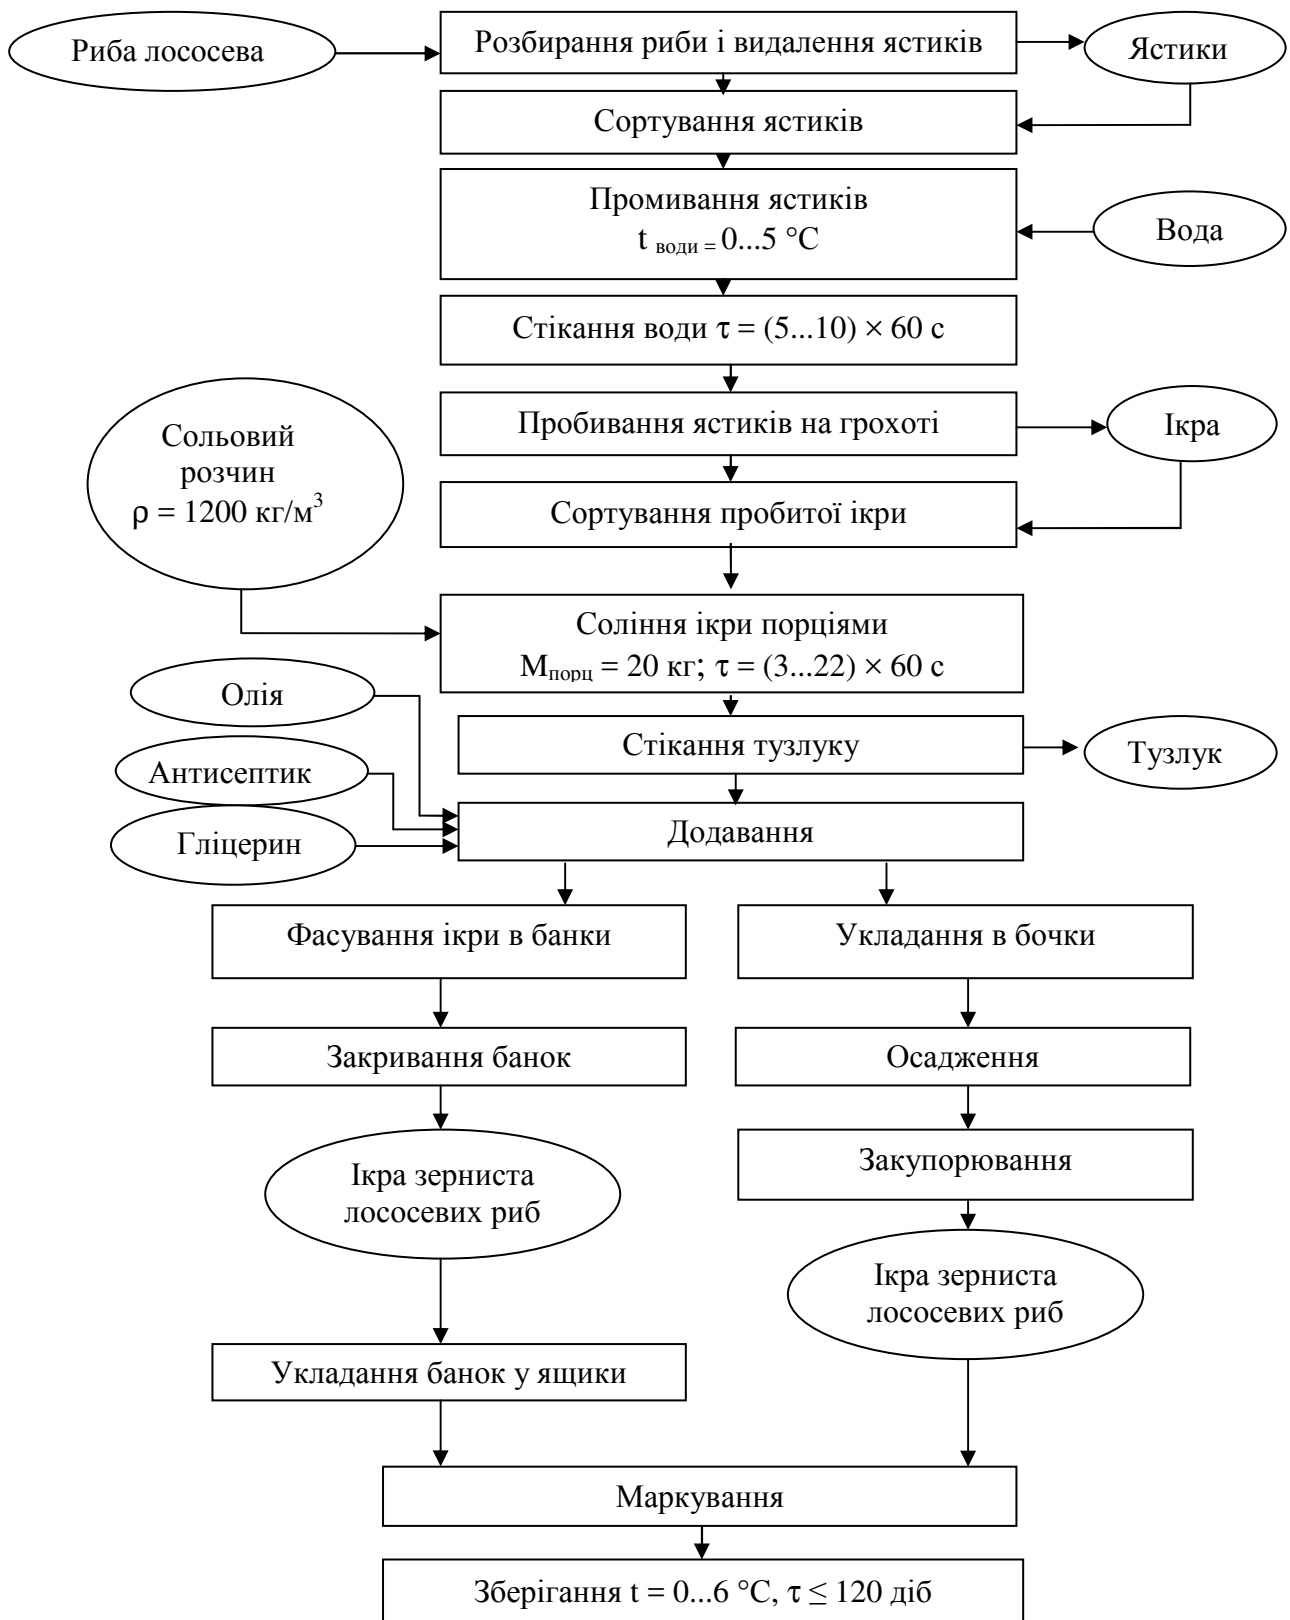 Риба лососева
Розбирання риби і видалення ястиків
Ястики
Сортування ястиків
Промивання ястиків
t води = 0...5 °C
Вода
Стікання води τ = (5...10) × 60 с
Сольовий
розчин
ρ = 1200 кг/м³
Пробивання ястиків на грохоті
Ікра
Сортування пробитої ікри
Соління ікри порціями
Мпорц = 20 кг; τ = (3...22) × 60 с
Олія
Стікання тузлуку
Тузлук
Антисептик
Гліцерин
Додавання
Фасування ікри в банки
Укладання в бочки
Закривання банок
Осадження
Ікра зерниста
лососевих риб
Закупорювання
Ікра зерниста
лососевих риб
Укладання банок у ящики
Маркування
Зберігання t = 0...6 °C, τ ≤ 120 діб